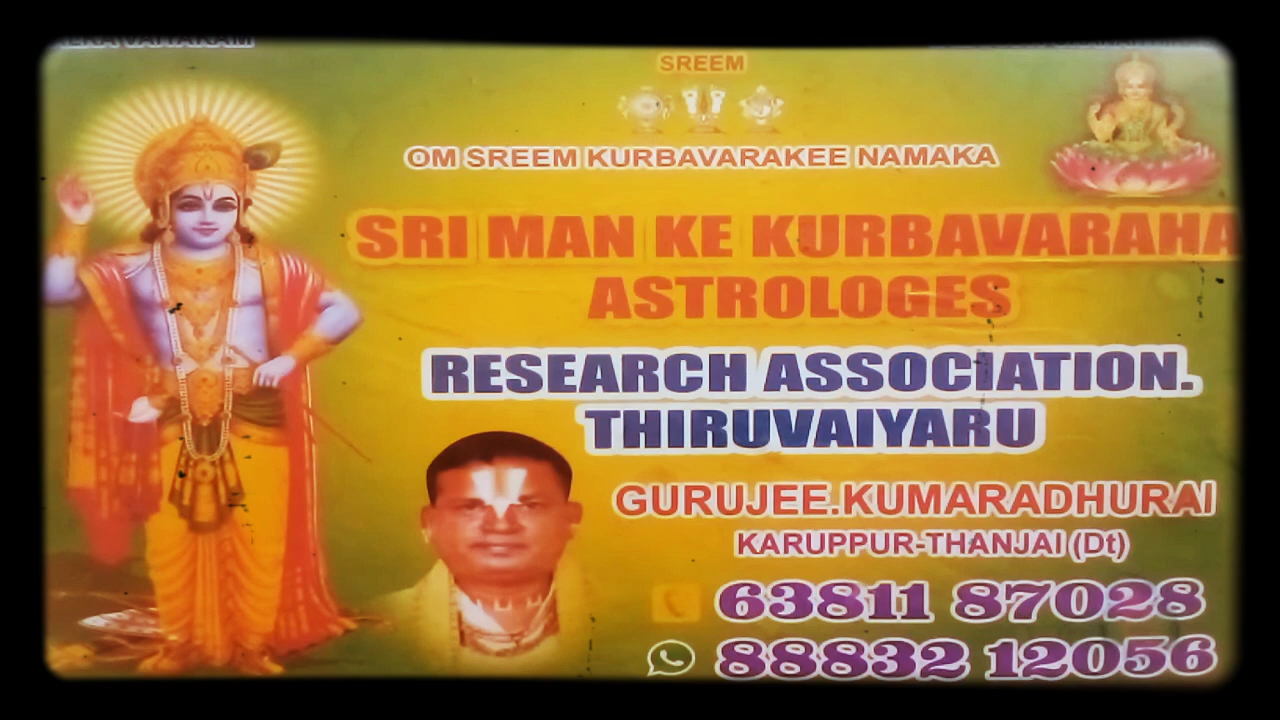 SREEM
OM SREEM KURBAVARAKEE NAMAKA
SRI MAN KE KURBAVARAHA
ASTROLOGES
RESEARCH ASSOCIATION.
THIRUVAIYARU
GURUJEE.KUMARADHURAI
KARUPPUR-THANJAI (Dt)
63811 87028
88832 12056